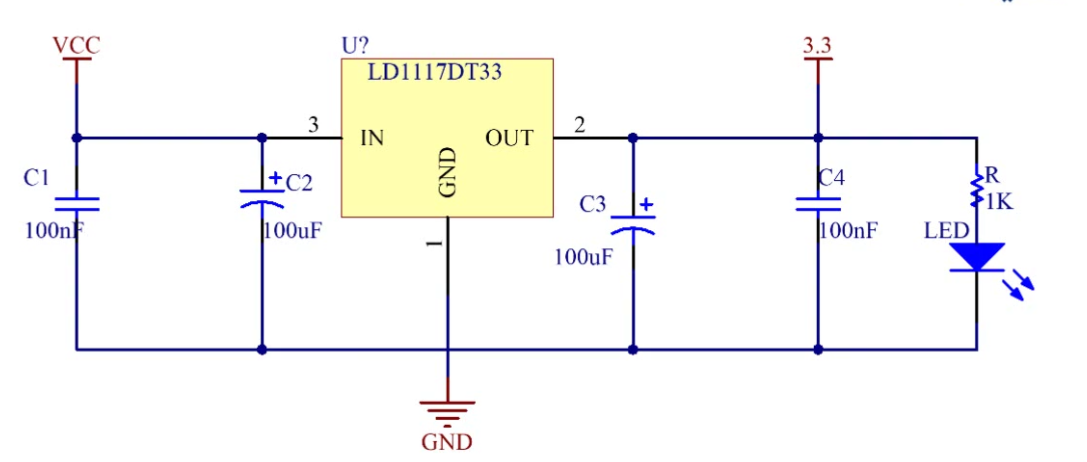 VCC
U?
3.3
LD1117DT33
3
IN
OUT
2
GND
1
C1
100nF
+
C2
100uF
C3
+
100uF
C4
100nF
R
1K
LED
GND